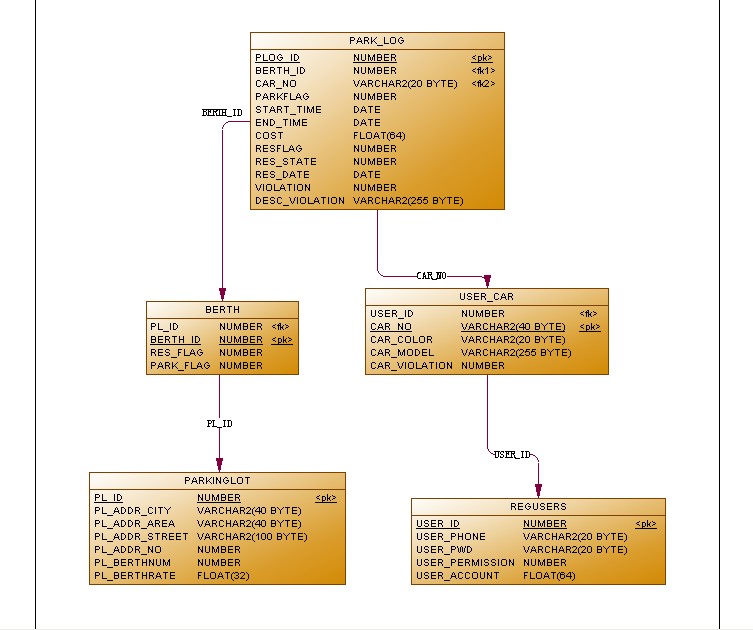 PARK_LOG
PLOG_ID NUMBER <pk>
BERTH_ID NUMBER <fk1>
CAR_NO VARCHAR2(20 BYTE) <fk2>
PARKFLAG NUMBER
START_TIME DATE
END_TIME DATE
COST FLOAT(64)
RESFLAG NUMBER
RES_STATE NUMBER
RES_DATE DATE
VIOLATION NUMBER
DESC_VIOLATION VARCHAR2(255 BYTE)
BERTH_ID
CAR_NO
BERTH
PL_ID NUMBER <fk>
BERTH_ID NUMBER <pk>
RES_FLAG NUMBER
PARK_FLAG NUMBER
USER_CAR
USER_ID NUMBER <fk>
CAR_NO VARCHAR2(40 BYTE) <pk>
CAR_COLOR VARCHAR2(20 BYTE)
CAR_MODEL VARCHAR2(255 BYTE)
CAR_VIOLATION NUMBER
PL_ID
USER_ID
PARKINGLOT
PL_ID NUMBER <pk>
PL_ADDR_CITY VARCHAR2(40 BYTE)
PL_ADDR_AREA VARCHAR2(40 BYTE)
PL_ADDR_STREET VARCHAR2(100 BYTE)
PL_ADDR_NO NUMBER
PL_BERTHNUM NUMBER
PL_BERTHRATE FLOAT(32)
REGUSERS
USER_ID NUMBER <pk>
USER_PHONE VARCHAR2(20 BYTE)
USER_PWD VARCHAR2(20 BYTE)
USER_PERMISSION NUMBER
USER_ACCOUNT FLOAT(64)